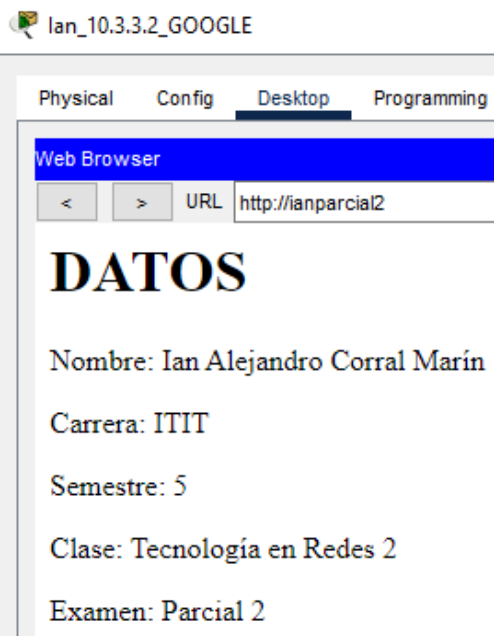 Ian_10.3.3.2_GOOGLE
Physical Config Desktop Programming
Web Browser
< > URL http://ianparcial2
DATOS
Nombre: Ian Alejandro Corral Marín
Carrera: ITIT
Semestre: 5
Clase: Tecnología en Redes 2
Examen: Parcial 2